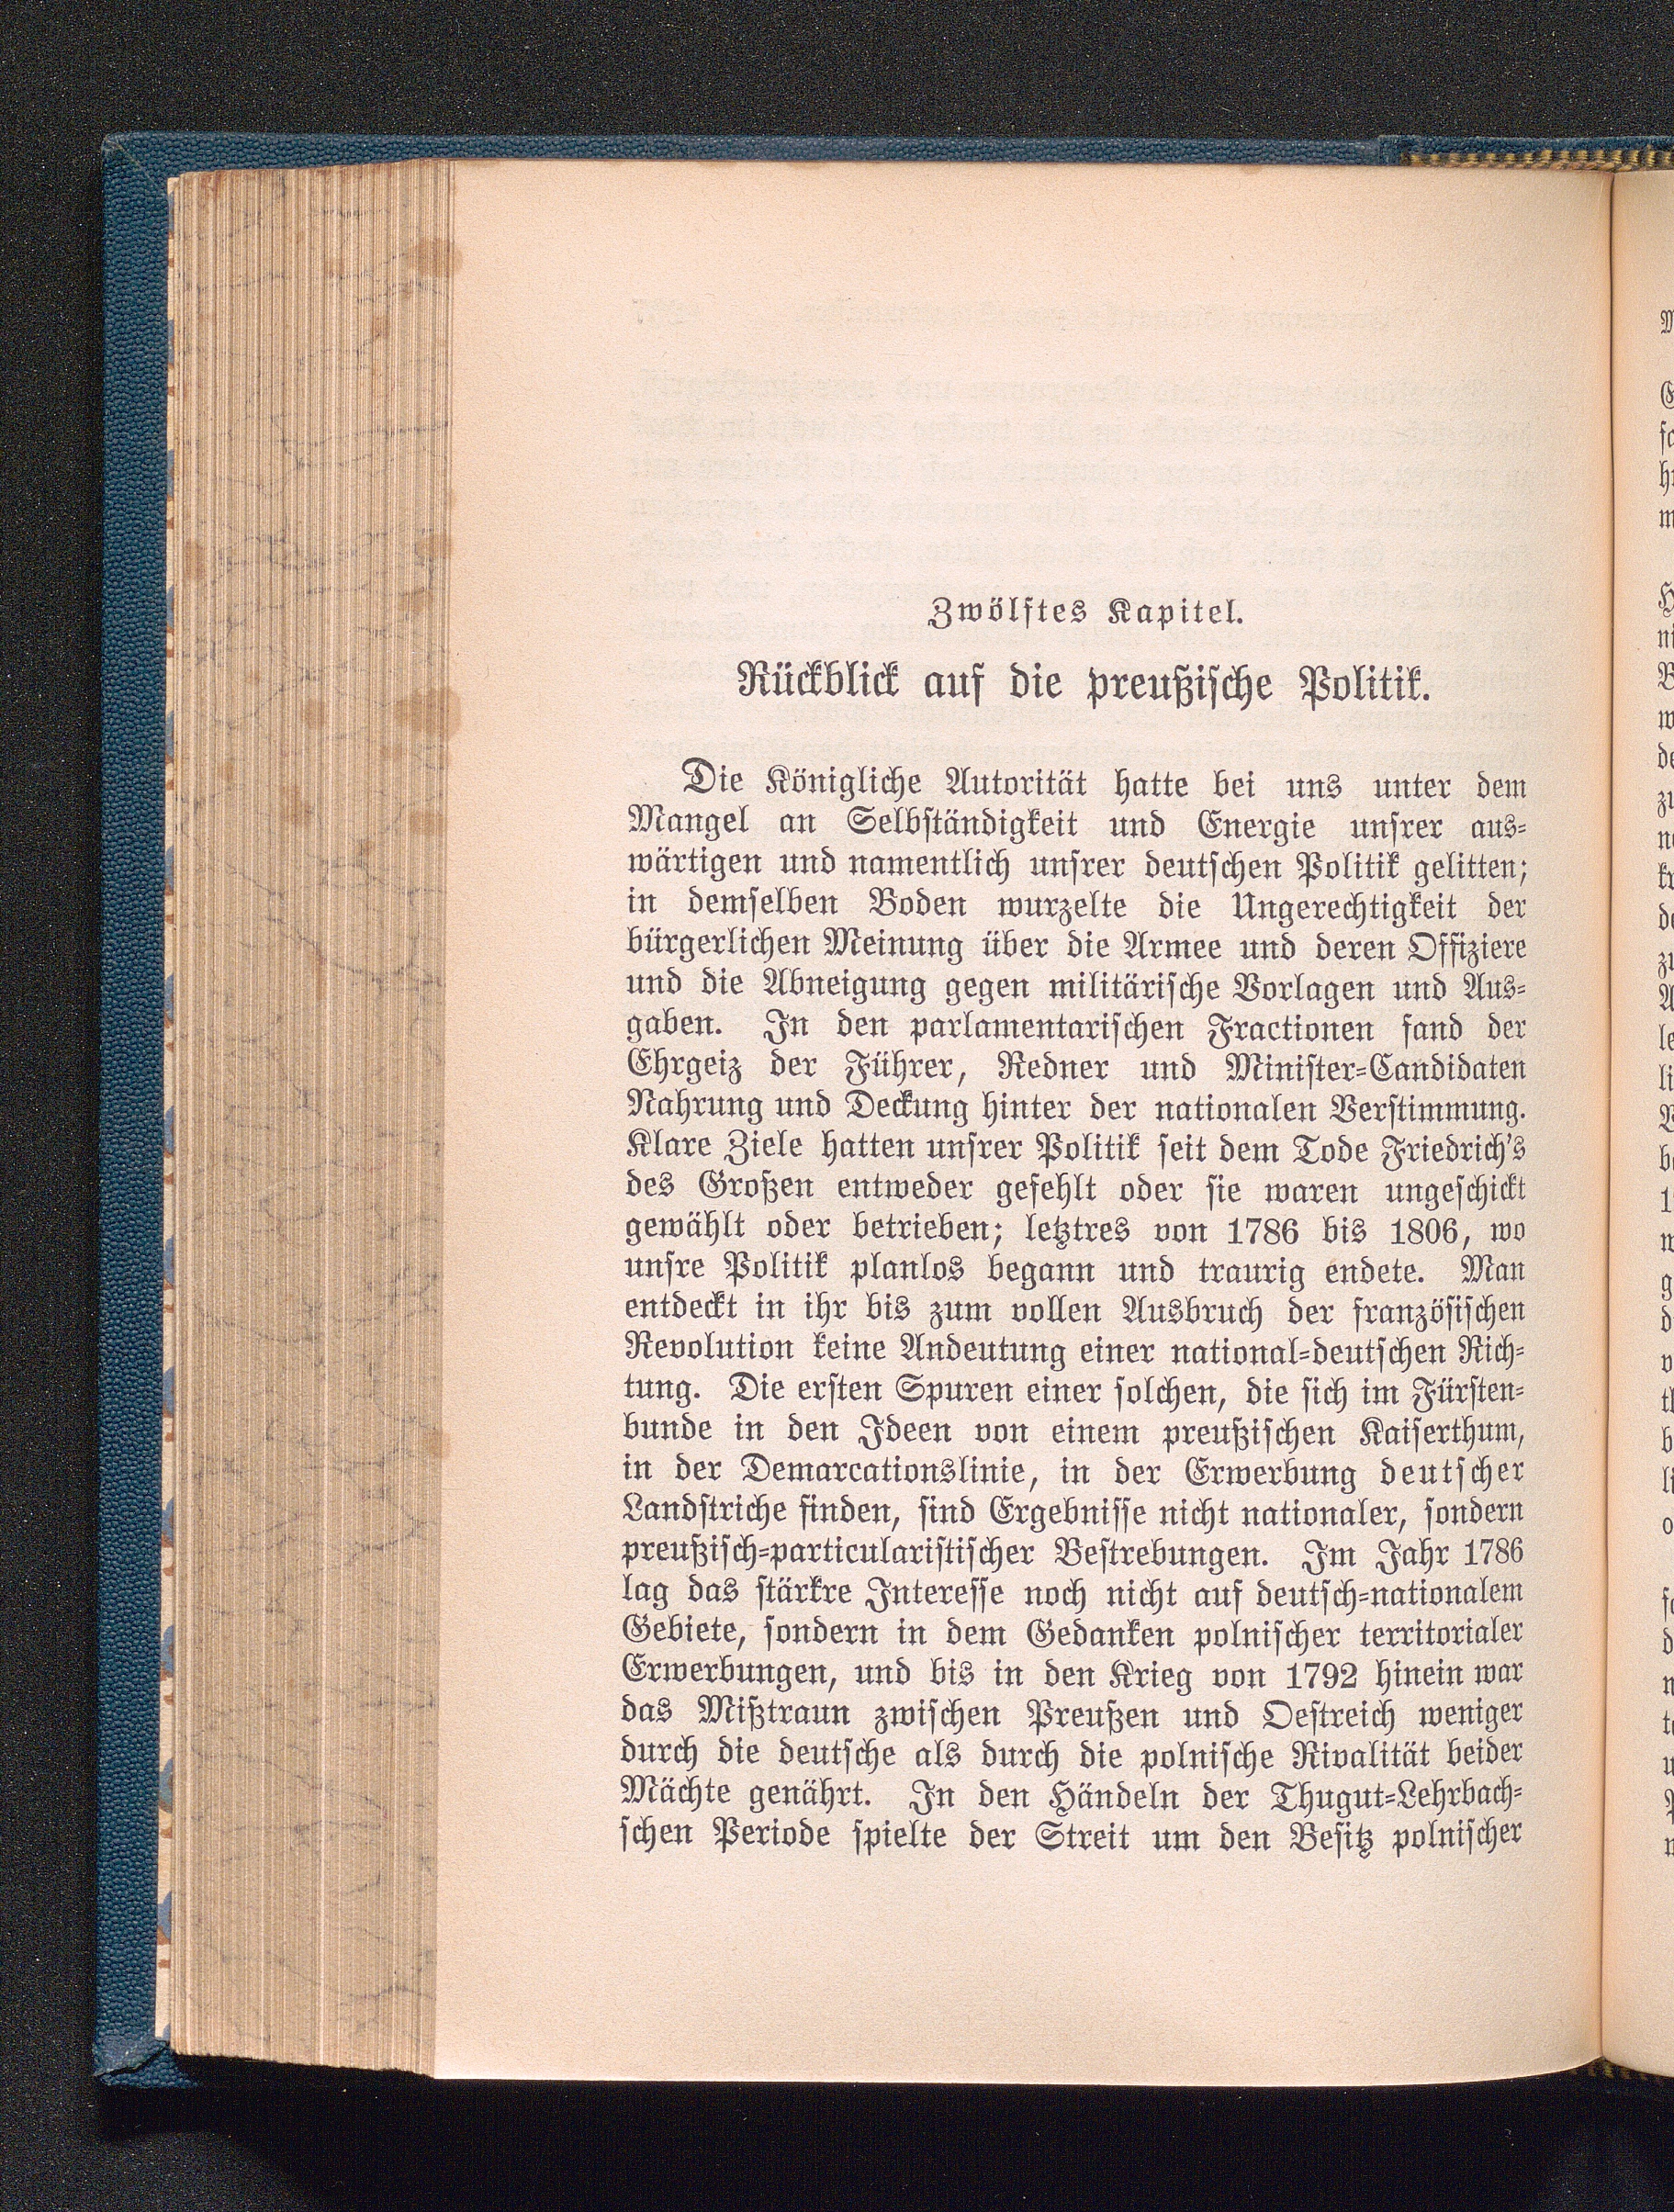 Zwölftes Kapitel.
Rückblick auf die preußische Politik.
Die Königliche Autorität hatte bei uns unter dem
Mangel an Selbständigkeit und Energie unsrer aus=
wärtigen und namentlich unsrer deutschen Politik gelitten;
in demselben Boden wurzelte die Ungerechtigkeit der
bürgerlichen Meinung über die Armee und deren Offiziere
und die Abneigung gegen militärische Vorlagen und Aus=
gaben. In den parlamentarischen Fractionen fand der
Ehrgeiz der Führer, Redner und Minister=Candidaten
Nahrung und Deckung hinter der nationalen Verstimmung.
Klare Ziele hatten unsrer Politik seit dem Tode Friedrich's
des Großen entweder gefehlt oder sie waren ungeschickt
gewählt oder betrieben; letztres von 1786 bis 1806, wo
unsre Politik planlos begann und traurig endete. Man
entdeckt in ihr bis zum vollen Ausbruch der französischen
Revolution keine Andeutung einer national=deutschen Rich=
tung. Die ersten Spuren einer solchen, die sich im Fürsten=
bunde in den Ideen von einem preußischen Kaiserthum,
in der Demarcationslinie, in der Erwerbung deutscher
Landstriche finden, sind Ergebnisse nicht nationaler, sondern
preußisch=particularistischer Bestrebungen. Im Jahr 1786
lag das stärkre Interesse noch nicht auf deutsch=nationalem
Gebiete, sondern in dem Gedanken polnischer territorialer
Erwerbungen, und bis in den Krieg von 1792 hinein war
das Mißtraun zwischen Preußen und Oestreich weniger
durch die deutsche als durch die polnische Rivalität beider
Mächte genährt. In den Händeln der Thugut=Lehrbach=
schen Periode spielte der Streit um den Besitz polnischer